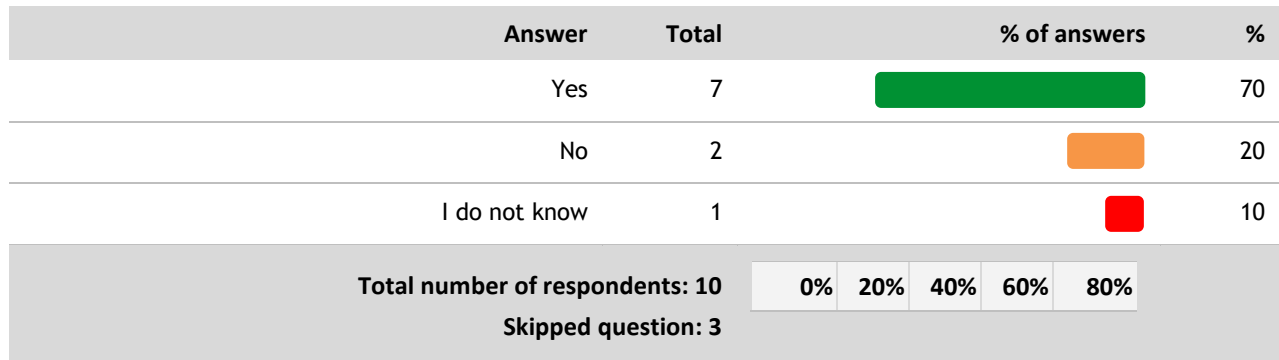 Answer Total % of answers %
Yes 7 70
No 2 20
I do not know 1 10
Total number of respondents: 10 0% 20% 40% 60% 80%
Skipped question: 3